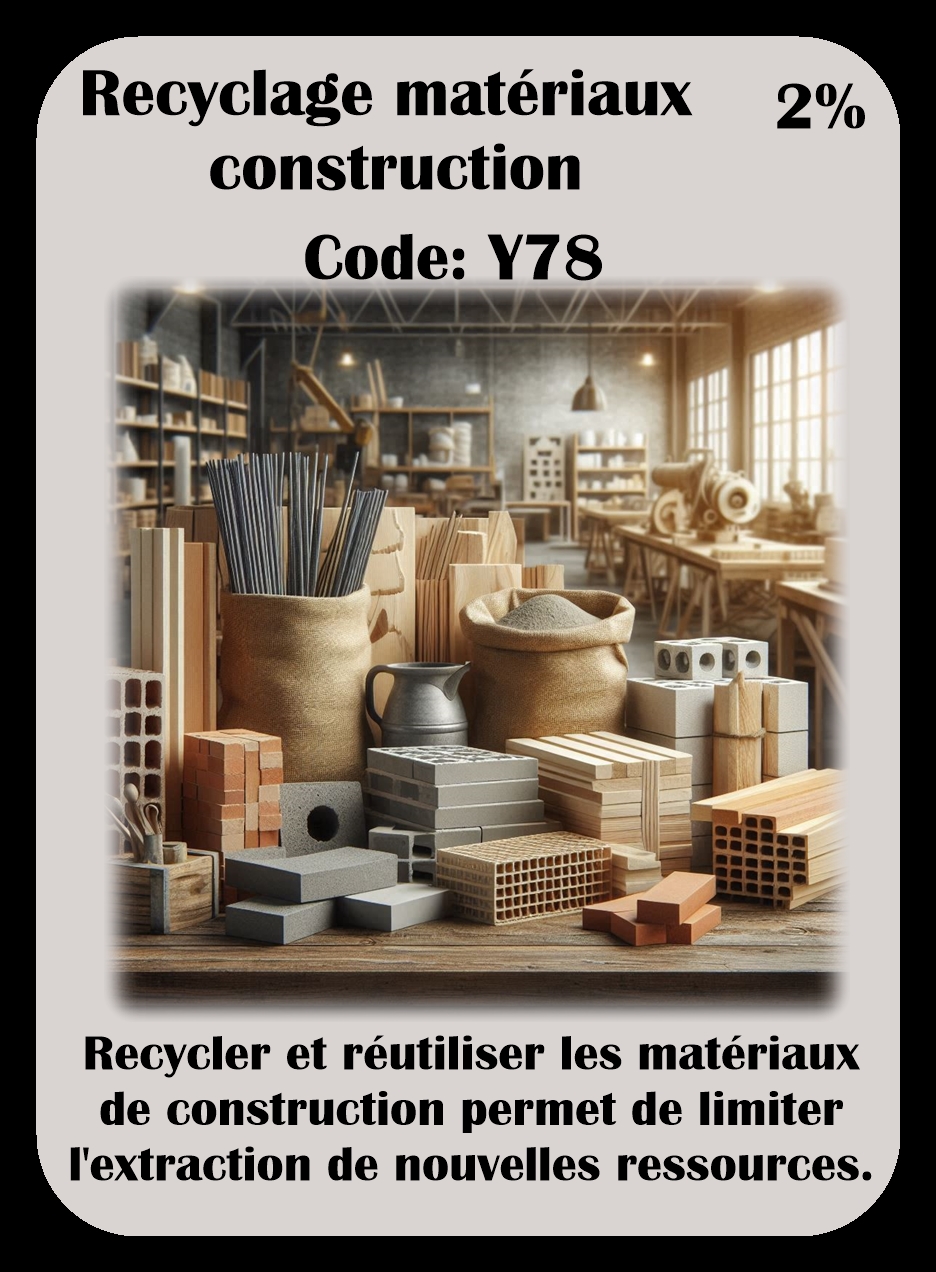 Recyclage matériaux
construction
2%
Code: Y78
Recycler et réutiliser les matériaux
de construction permet de limiter
l'extraction de nouvelles ressources.